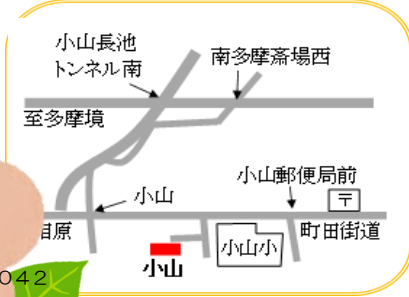 小山長池
トンネル南
南多摩斎場西
至多摩境
小山郵便局前
小山
〒
相原
町田街道
小山小
小山
042